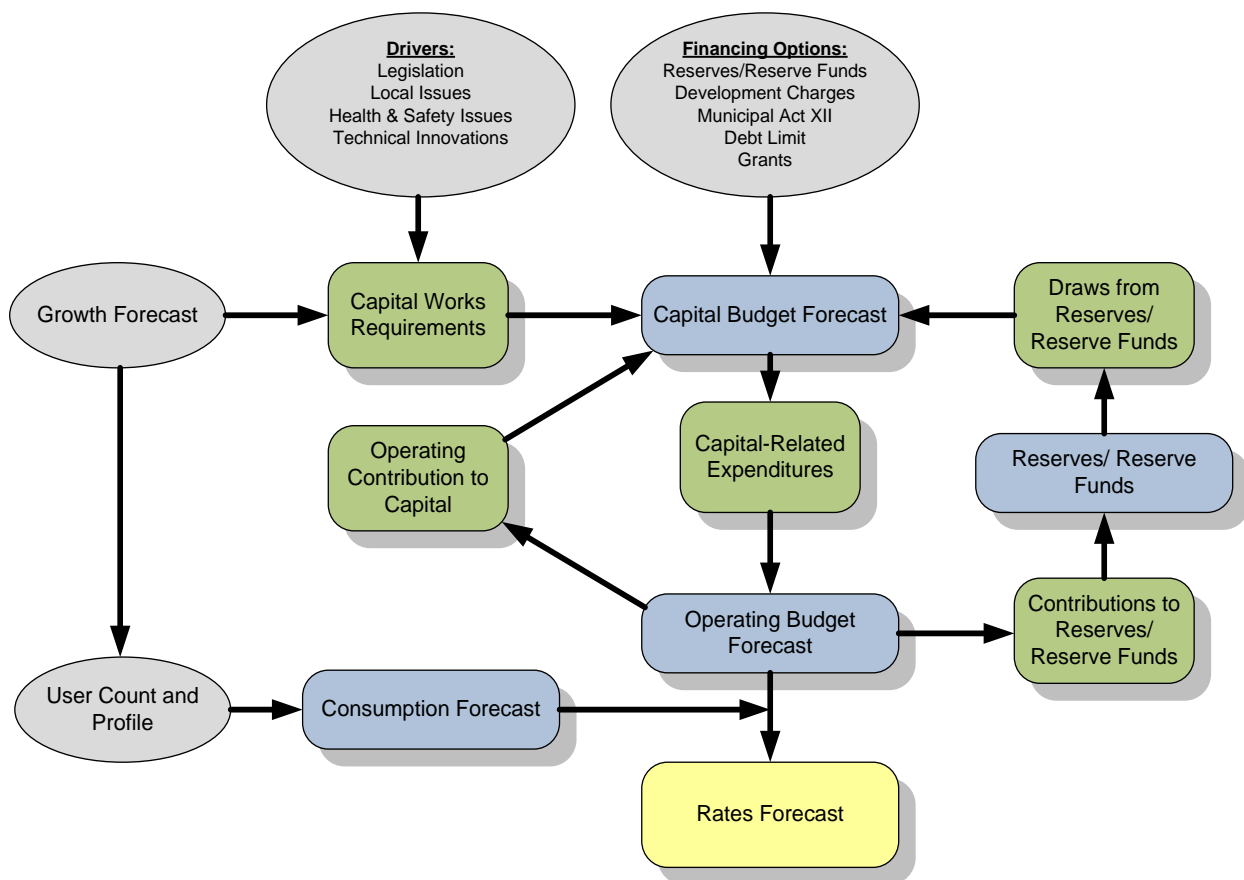 Drivers:
Legislation
Local Issues
Health & Safety Issues
Technical Innovations
Financing Options:
Reserves/Reserve Funds
Development Charges
Municipal Act XII
Debt Limit
Grants
Growth Forecast
Capital Works
Requirements
Capital Budget Forecast
Draws from
Reserves/
Reserve Funds
Operating
Contribution to
Capital
Capital-Related
Expenditures
Reserves/ Reserve
Funds
Operating Budget
Forecast
Contributions to
Reserves/
Reserve Funds
User Count and
Profile
Consumption Forecast
Rates Forecast